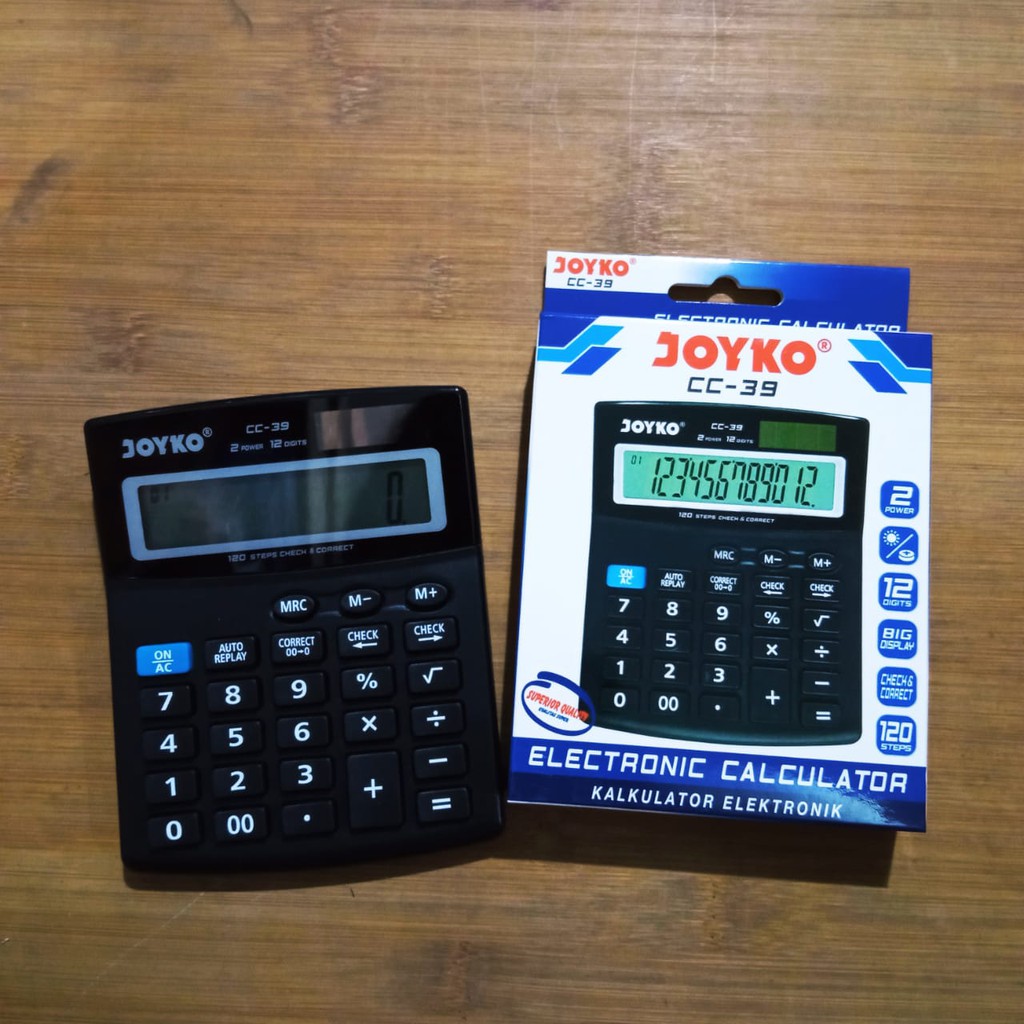 JOYKO®
CC-39
2 POWER 12 DIGITS
01 0
120 STEPS CHECK & CORRECT
MRC M− M+
ON/AC AUTO REPLAY CORRECT 00→0 CHECK ← CHECK →
7 8 9 % √
4 5 6 × ÷
1 2 3 + −
0 00 . =
JOYKO®
CC-39
ELECTRONIC CALCULATOR
JOYKO®
CC-39
JOYKO®
CC-39
2 POWER 12 DIGITS
01 123456789012.
120 STEPS CHECK & CORRECT
MRC M− M+
ON/AC AUTO REPLAY CORRECT 00→0 CHECK ← CHECK →
7 8 9 % √
4 5 6 × ÷
1 2 3 + −
0 00 . =
2 POWER
12 DIGITS
BIG DISPLAY
CHECK & CORRECT
120 STEPS
SUPERIOR QUALITY
ELECTRONIC CALCULATOR
KALKULATOR ELEKTRONIK